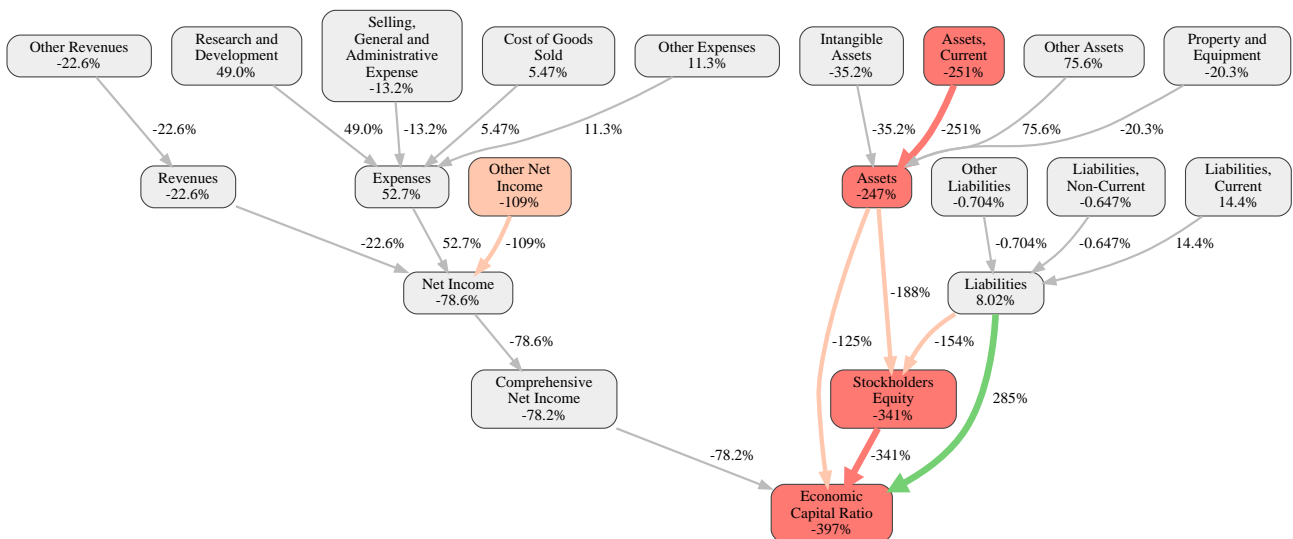 Other Revenues
-22.6%
Research and
Development
49.0%
Selling,
General and
Administrative
Expense
-13.2%
Cost of Goods
Sold
5.47%
Other Expenses
11.3%
Intangible
Assets
-35.2%
Assets,
Current
-251%
Other Assets
75.6%
Property and
Equipment
-20.3%
-22.6%
49.0%
-13.2%
5.47%
11.3%
-35.2%
-251%
75.6%
-20.3%
Revenues
-22.6%
Expenses
52.7%
Other Net
Income
-109%
Assets
-247%
Other
Liabilities
-0.704%
Liabilities,
Non-Current
-0.647%
Liabilities,
Current
14.4%
-22.6%
52.7%
-109%
-0.704%
-0.647%
14.4%
Net Income
-78.6%
Liabilities
8.02%
-188%
-78.6%
-125%
-154%
Comprehensive
Net Income
-78.2%
Stockholders
Equity
-341%
285%
-78.2%
-341%
Economic
Capital Ratio
-397%